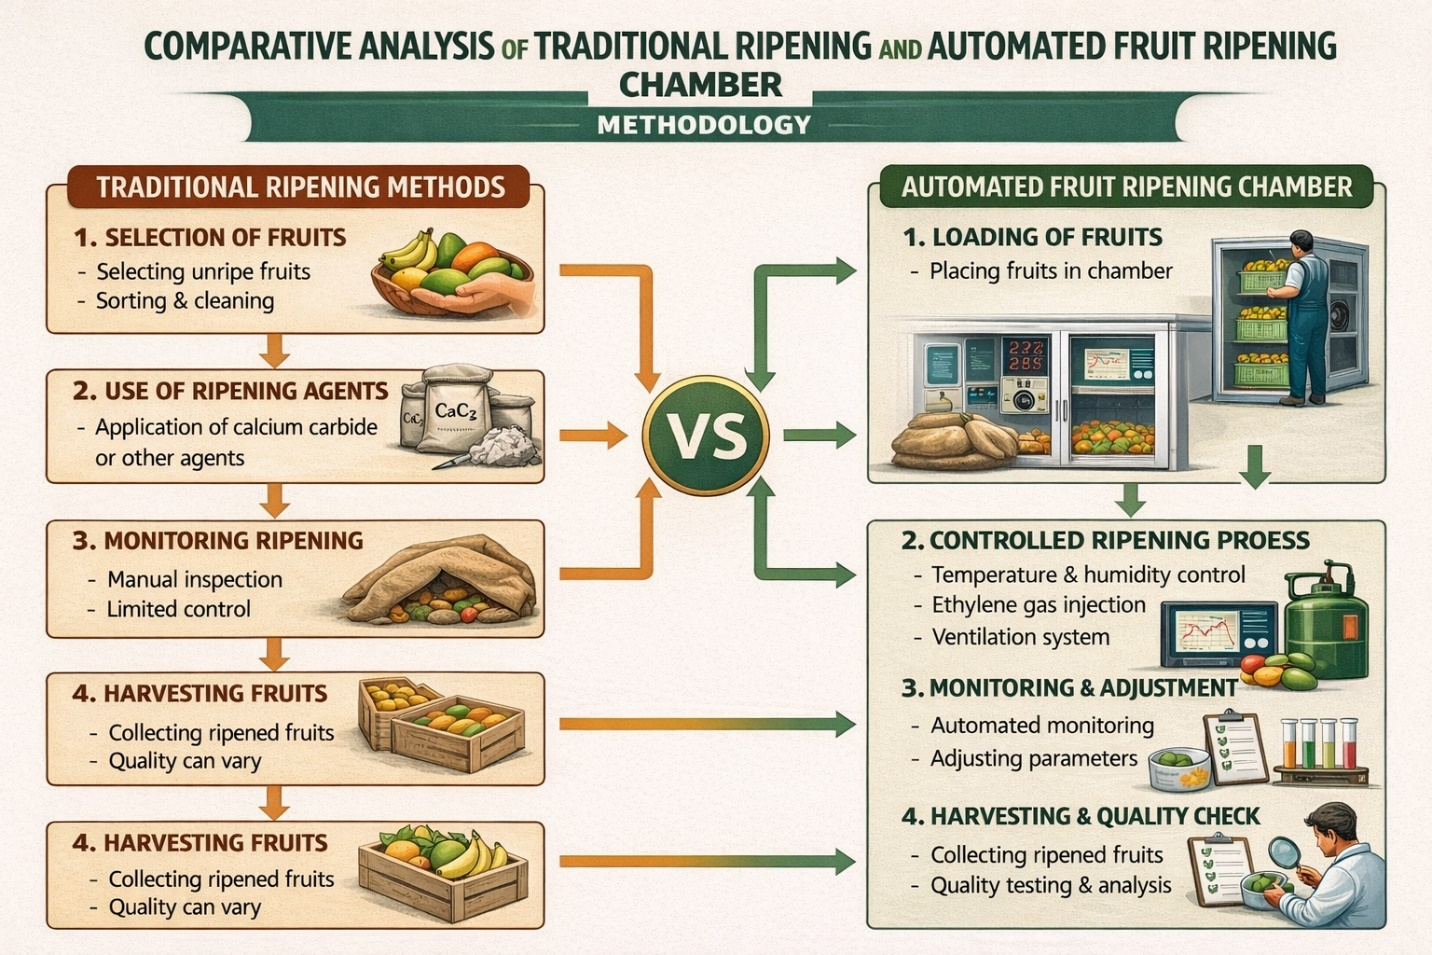 COMPARATIVE ANALYSIS OF TRADITIONAL RIPENING AND AUTOMATED FRUIT RIPENING
CHAMBER
METHODOLOGY
TRADITIONAL RIPENING METHODS
1. SELECTION OF FRUITS
- Selecting unripe fruits
- Sorting & cleaning
2. USE OF RIPENING AGENTS
- Application of calcium carbide
or other agents
CaC₂
3. MONITORING RIPENING
- Manual inspection
- Limited control
4. HARVESTING FRUITS
- Collecting ripened fruits
- Quality can vary
4. HARVESTING FRUITS
- Collecting ripened fruits
- Quality can vary
VS
AUTOMATED FRUIT RIPENING CHAMBER
1. LOADING OF FRUITS
- Placing fruits in chamber
2. CONTROLLED RIPENING PROESS
- Temperature & humidity control
- Ethylene gas injection
- Ventilation system
3. MONITORING & ADJUSTMENT
- Automated monitoring
- Adjusting parameters
4. HARVESTING & QUALITY CHECK
- Collecting ripened fruits
- Quality testing & analysis